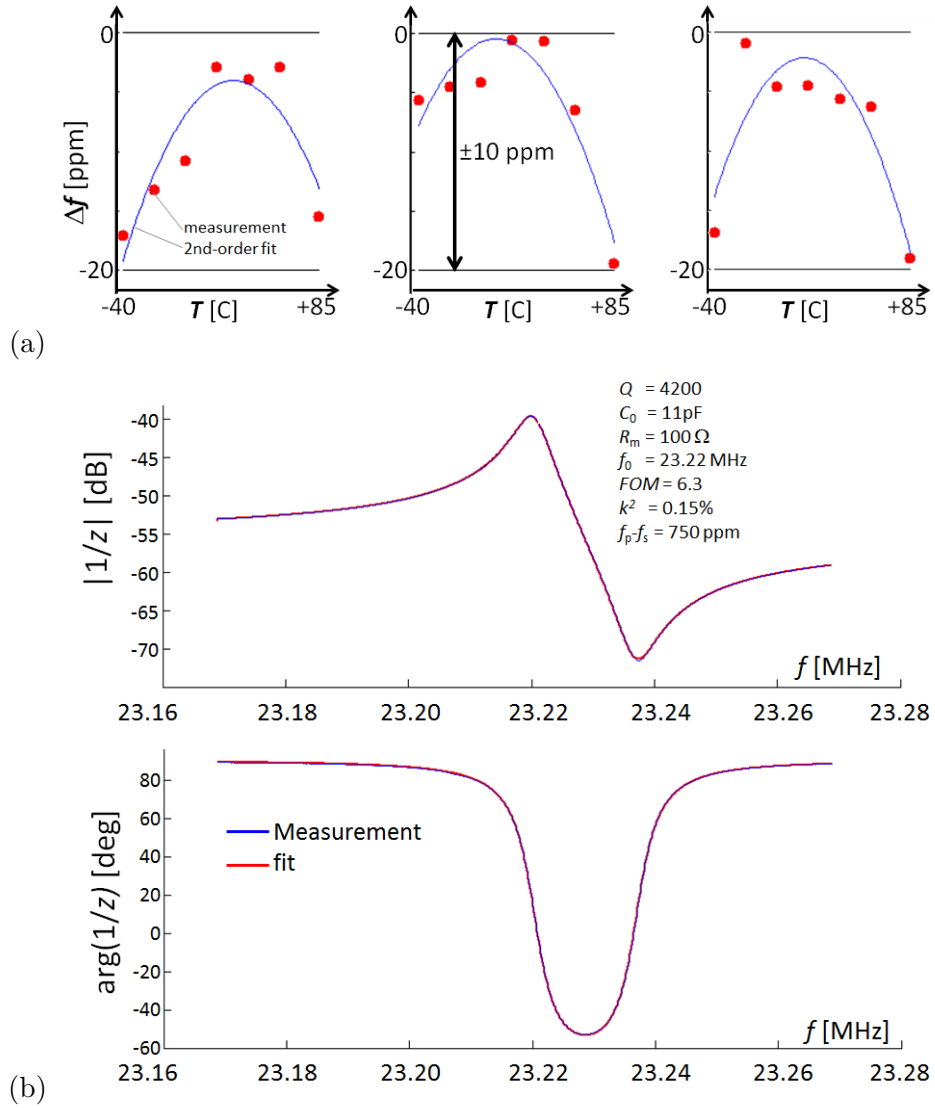 0
Δf [ppm]
measurement
2nd-order fit
-20
-40
T [C]
+85
0
±10 ppm
-20
-40
T [C]
+85
0
-20
-40
T [C]
+85
(a)
Q = 4200
C0 = 11pF
Rm = 100 Ω
f0 = 23.22 MHz
FOM = 6.3
k² = 0.15%
fp-fs = 750 ppm
|1/z| [dB]
-40
-45
-50
-55
-60
-65
-70
f [MHz]
23.16
23.18
23.20
23.22
23.24
23.26
23.28
arg(1/z) [deg]
80
60
40
20
0
-20
-40
-60
Measurement
fit
f [MHz]
23.16
23.18
23.20
23.22
23.24
23.26
23.28
(b)